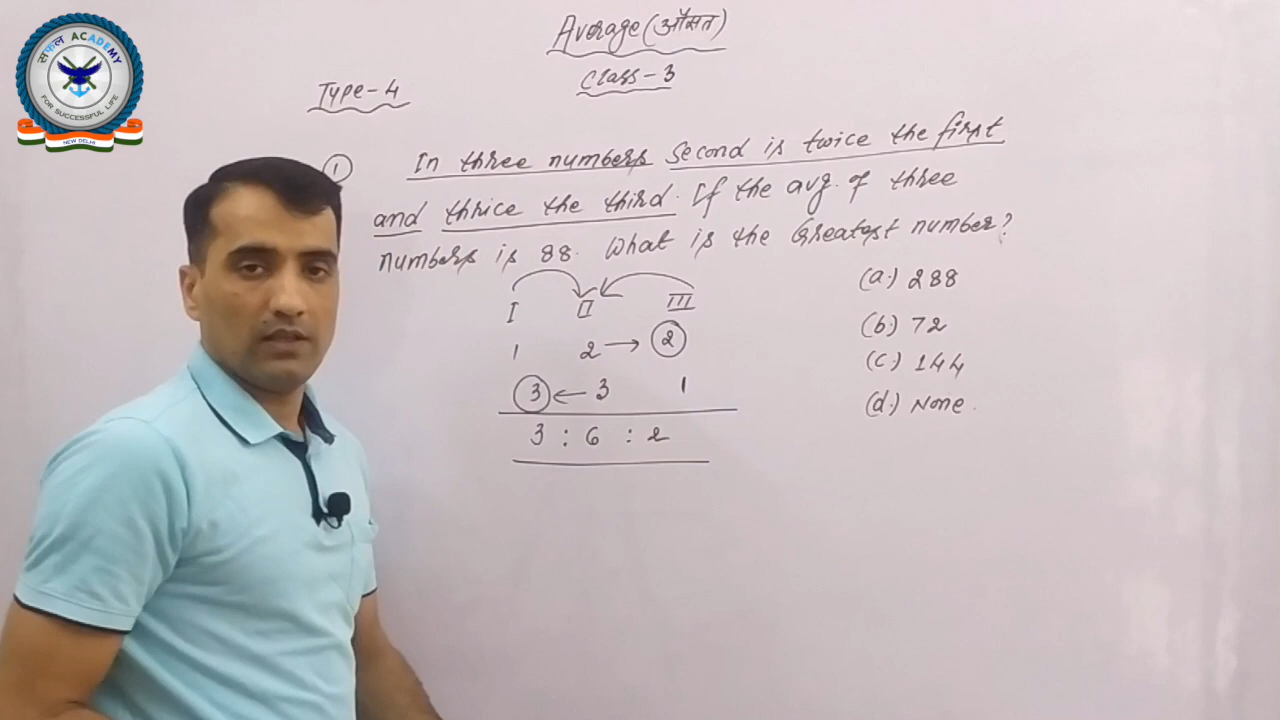 सफल ACADEMY
FOR SUCCESSFUL LIFE
NEW DELHI
Average (औसत)
Class-3
Type-4
① In three numbers second is twice the first
and thrice the third. If the avg. of three
numbers is 88. What is the Greatest number?
I II III
1 2 → 2
3 ← 3 1
3 : 6 : 2
(a.) 288
(b.) 72
(c.) 144
(d.) None.